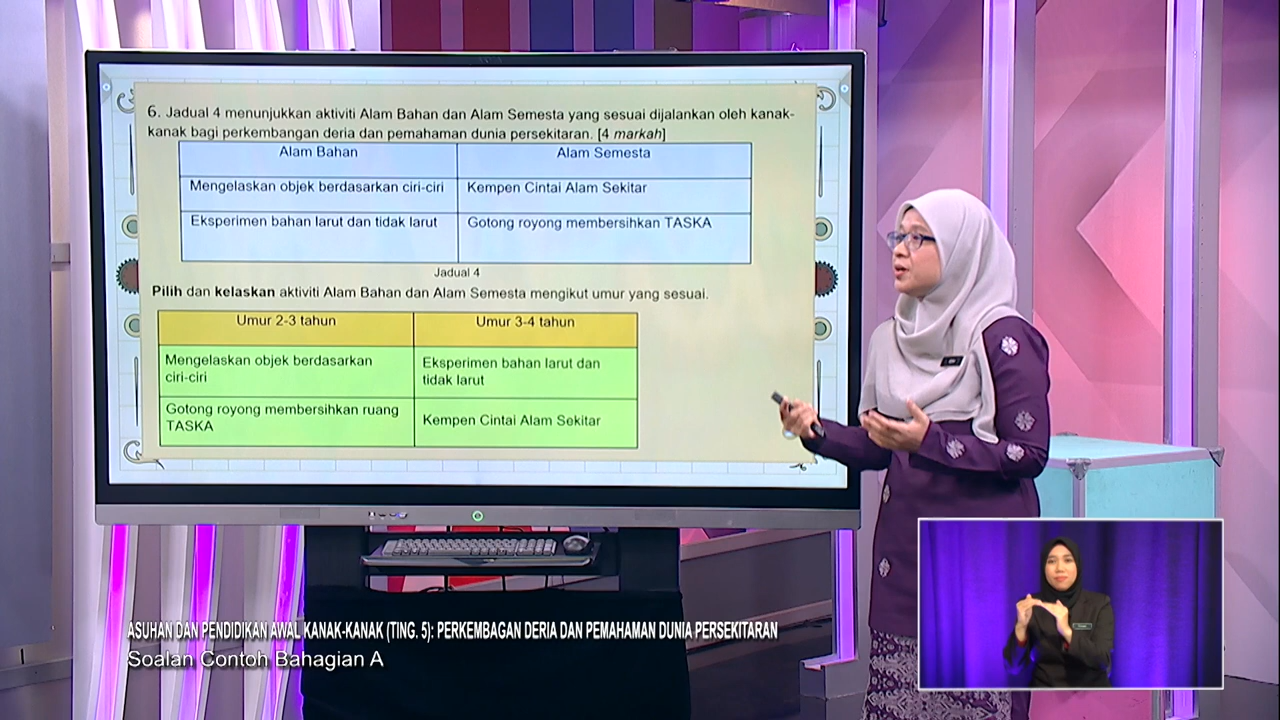 6. Jadual 4 menunjukkan aktiviti Alam Bahan dan Alam Semesta yang sesuai dijalankan oleh kanak-
kanak bagi perkembangan deria dan pemahaman dunia persekitaran. [4 markah]
Alam Bahan
Alam Semesta
Mengelaskan objek berdasarkan ciri-ciri
Kempen Cintai Alam Sekitar
Eksperimen bahan larut dan tidak larut
Gotong royong membersihkan TASKA
Jadual 4
Pilih dan kelaskan aktiviti Alam Bahan dan Alam Semesta mengikut umur yang sesuai.
Umur 2-3 tahun
Umur 3-4 tahun
Mengelaskan objek berdasarkan
ciri-ciri
Eksperimen bahan larut dan
tidak larut
Gotong royong membersihkan ruang
TASKA
Kempen Cintai Alam Sekitar
ASUHAN DAN PENDIDIKAN AWAL KANAK-KANAK (TING. 5): PERKEMBAGAN DERIA DAN PEMAHAMAN DUNIA PERSEKITARAN
Soalan Contoh Bahagian A